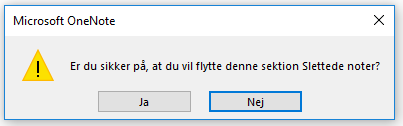 Microsoft OneNote
Er du sikker på, at du vil flytte denne sektion Slettede noter?
Ja
Nej